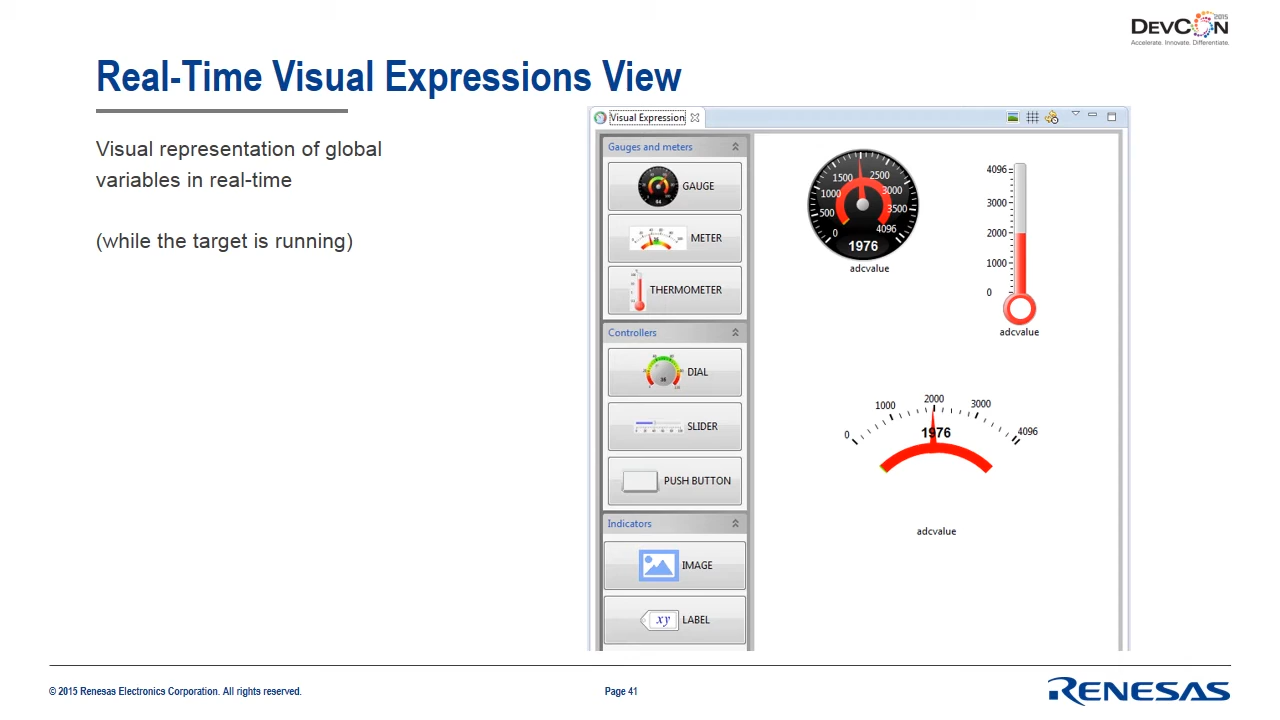 DEVCON 2015
Accelerate. Innovate. Differentiate.
Real-Time Visual Expressions View
Visual representation of global
variables in real-time
(while the target is running)
Visual Expression
Gauges and meters
GAUGE
METER
THERMOMETER
Controllers
DIAL
SLIDER
PUSH BUTTON
Indicators
IMAGE
xy LABEL
0 500 1000 1500 2500 3000 3500 4096
1976
adcvalue
4096
3000
2000
1000
0
adcvalue
0 1000 2000 3000 4096
1976
adcvalue
© 2015 Renesas Electronics Corporation. All rights reserved.
Page 41
RENESAS